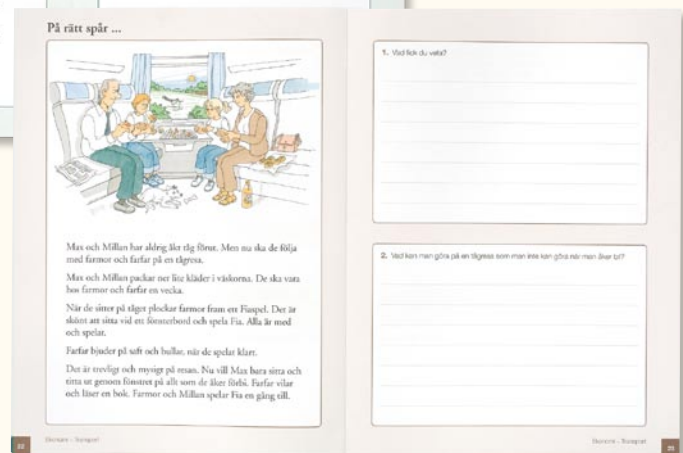 På rätt spår ...
Max och Millan har aldrig åkt tåg förut. Men nu ska de följa
med farmor och farfar på en tågresa.
Max och Millan packar ner lite kläder i väskorna. De ska vara
hos farmor och farfar en vecka.
När de sitter på tåget plockar farmor fram ett Fiaspel. Det är
skönt att sitta vid ett fönsterbord och spela Fia. Alla är med
och spelar.
Farfar bjuder på saft och bullar, när de spelat klart.
Det är trevligt och mysigt på resan. Nu vill Max bara sitta och
titta ut genom fönstret på allt som de åker förbi. Farfar vilar
och läser en bok. Farmor och Millan spelar Fia en gång till.
1. Vad fick du veta?
2. Vad kan man göra på en tågresa som man inte kan göra när man åker bil?